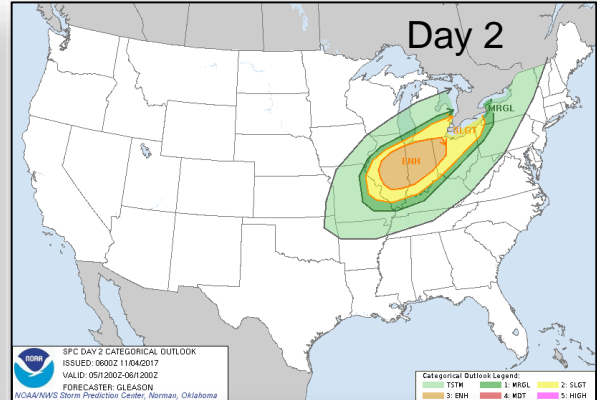 Day 2
MRGL
SLGT
ENH
NOAA
SPC DAY 2 CATEGORICAL OUTLOOK
ISSUED: 0600Z 11/04/2017
VALID: 05/1200Z-06/1200Z
FORECASTER: GLEASON
NOAA/NWS Storm Prediction Center, Norman, Oklahoma
Categorical Outlook Legend:
TSTM 1: MRGL 2: SLGT
3: ENH 4: MDT 5: HIGH